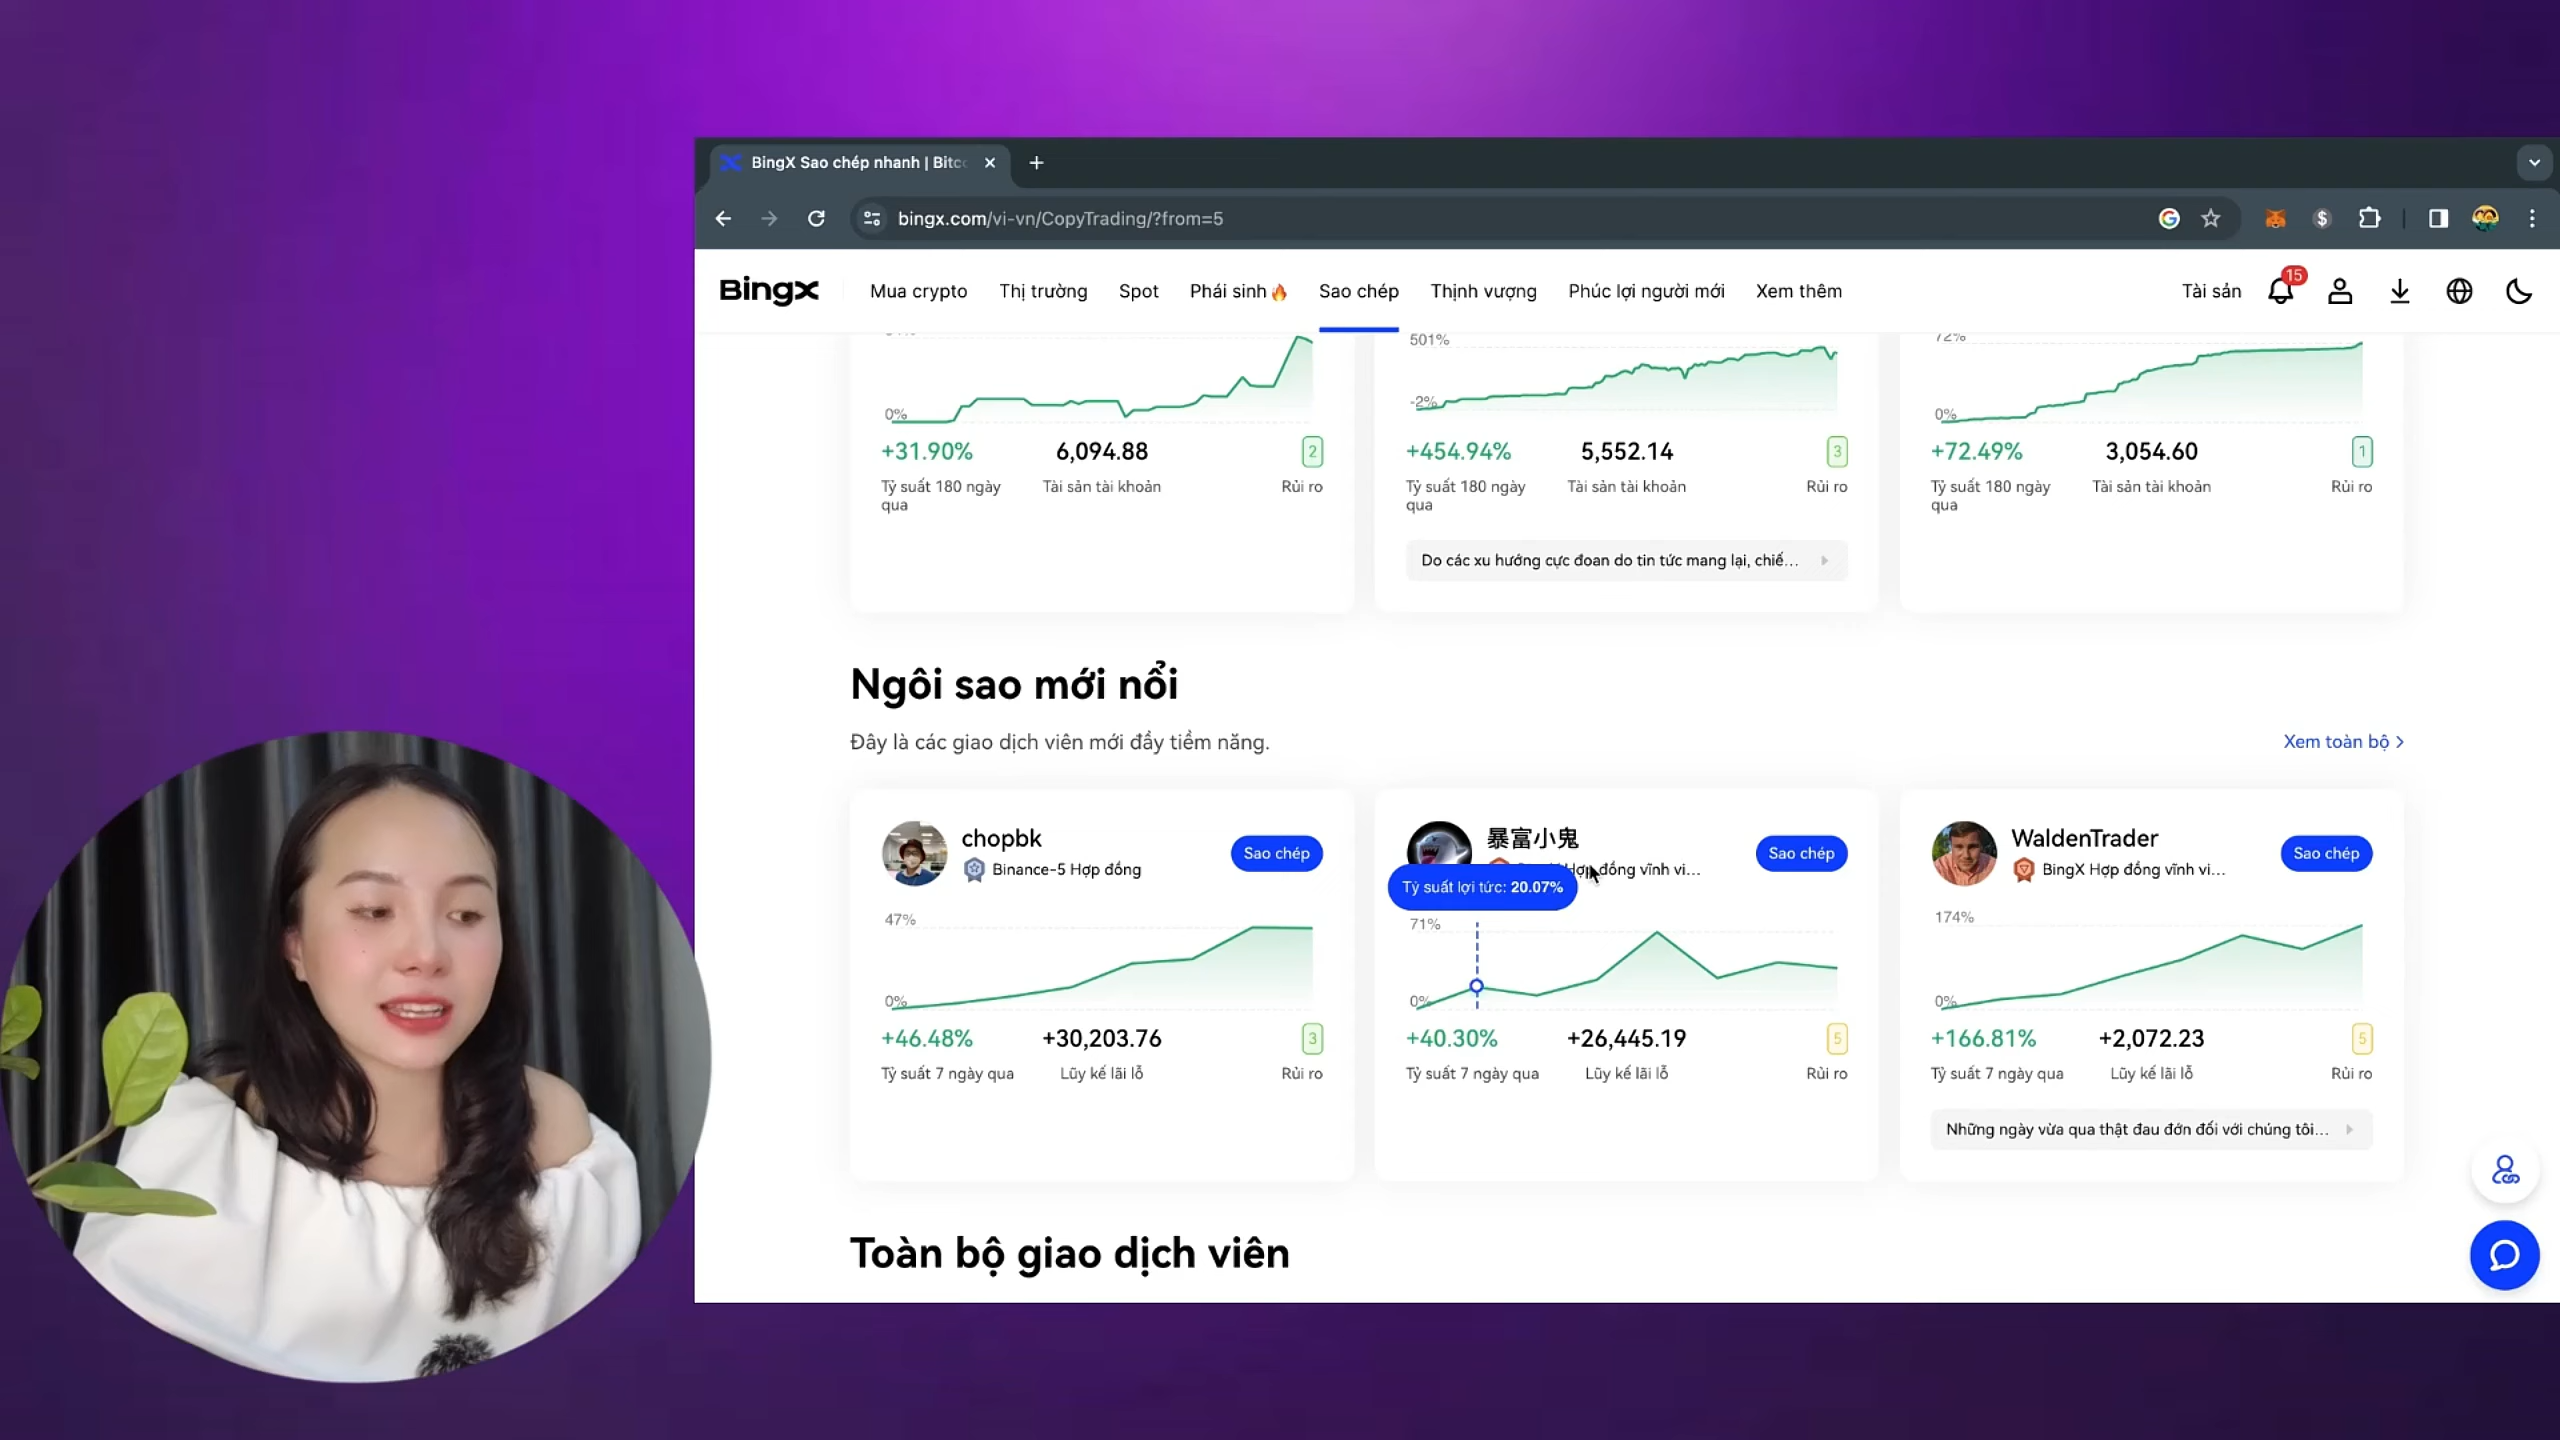 BingX Sao chép nhanh | Bitc
bingx.com/vi-vn/CopyTrading/?from=5
BingX
Mua crypto
Thị trường
Spot
Phái sinh
Sao chép
Thịnh vượng
Phúc lợi người mới
Xem thêm
Tài sản
15
0%
+31.90%
6,094.88
2
Tỷ suất 180 ngày qua
Tài sản tài khoản
Rủi ro
501%
-2%
+454.94%
5,552.14
3
Tỷ suất 180 ngày qua
Tài sản tài khoản
Rủi ro
Do các xu hướng cực đoan do tin tức mang lại, chiế...
72%
0%
+72.49%
3,054.60
1
Tỷ suất 180 ngày qua
Tài sản tài khoản
Rủi ro
Ngôi sao mới nổi
Đây là các giao dịch viên mới đầy tiềm năng.
Xem toàn bộ
chopbk
Binance-5 Hợp đồng
Sao chép
47%
0%
+46.48%
+30,203.76
3
Tỷ suất 7 ngày qua
Lũy kế lãi lỗ
Rủi ro
暴富小鬼
Hợp đồng vĩnh vi...
Sao chép
Tỷ suất lợi tức: 20.07%
71%
0%
+40.30%
+26,445.19
5
Tỷ suất 7 ngày qua
Lũy kế lãi lỗ
Rủi ro
WaldenTrader
BingX Hợp đồng vĩnh vi...
Sao chép
174%
0%
+166.81%
+2,072.23
5
Tỷ suất 7 ngày qua
Lũy kế lãi lỗ
Rủi ro
Những ngày vừa qua thật đau đớn đối với chúng tôi...
Toàn bộ giao dịch viên